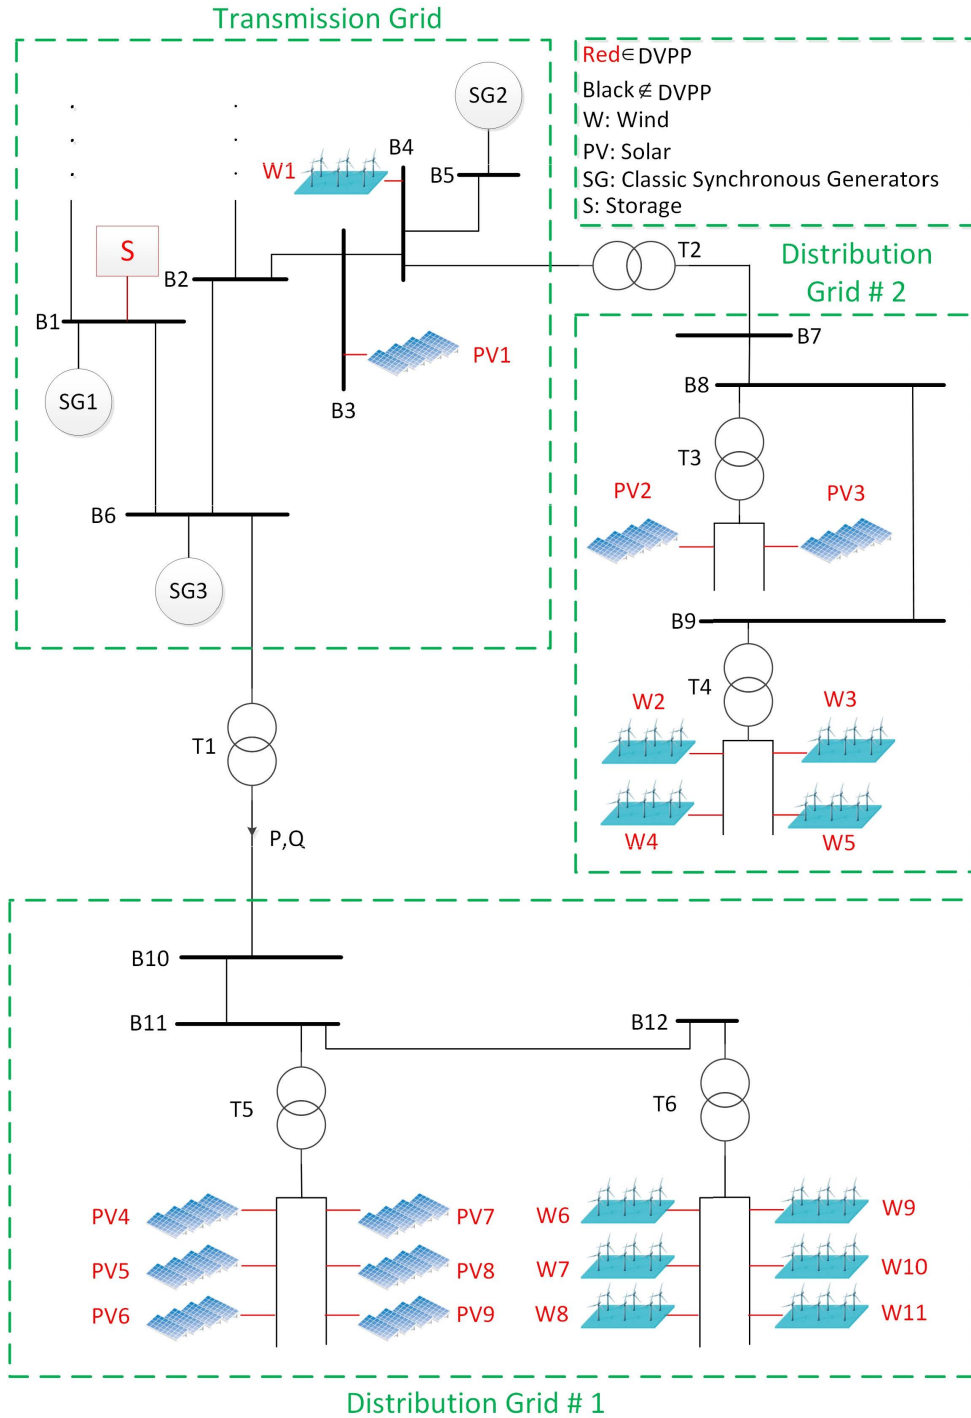 Transmission Grid
Red∈DVPP
Black∉DVPP
W: Wind
PV: Solar
SG: Classic Synchronous Generators
S: Storage
SG2
B4
W1
B5
S
B2
T2
Distribution
Grid # 2
B1
B7
PV1
B8
SG1
B3
T3
PV2
PV3
B6
SG3
B9
T4
W2
W3
T1
P,Q
W4
W5
B10
B11
B12
T5
T6
PV4
PV7
W6
W9
PV5
PV8
W7
W10
PV6
PV9
W8
W11
Distribution Grid # 1